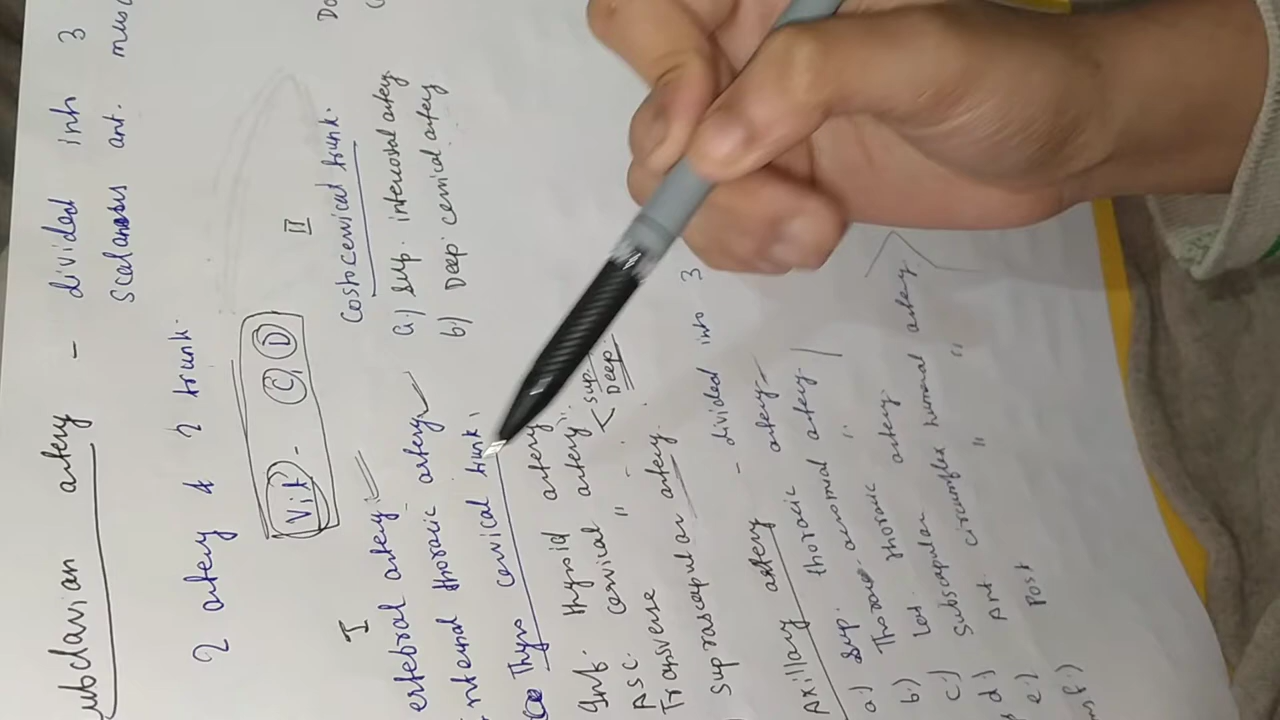 ubclavian artery - divided into 3
scalanus ant. musc
2 artery & 2 trunk.
V.I.T - C, D
I
II
ertebral artery
nternal thoracic artery
Thyro cervical trunk,
Inf. thyroid artery
Asc. cervical artery"
Transverse " " < sup.
Deep
Suprascapular artery.
Costocervical trunk.
a.) Sup. intercostal artery
b) Deep cervical artery
Do
Axillary artery - divided into 3
a.) Sup. thoracic artery
b.) Thoraco-acromial artery.
c.) Lat. thoracic "
d.) Subscapular artery
e.) Ant. circumflex humeral artery
f.) Post " " "